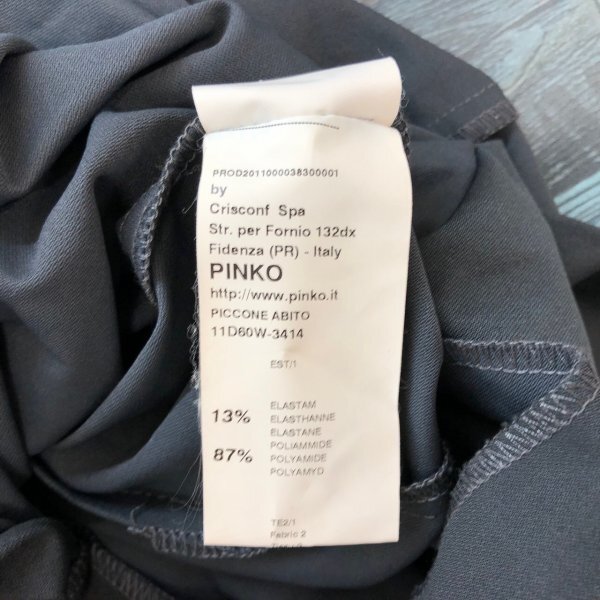 PROD2011000038300001
by
Crisconf Spa
Str. per Fornio 132dx
Fidenza (PR) - Italy
PINKO
http://www.pinko.it
PICCONE ABITO
11D60W-3414
EST/1
13%
ELASTAM
ELASTHANNE
ELASTANE
87%
POLIAMMIDE
POLYAMIDE
POLYAMYD
TE2/1
Fabric 2